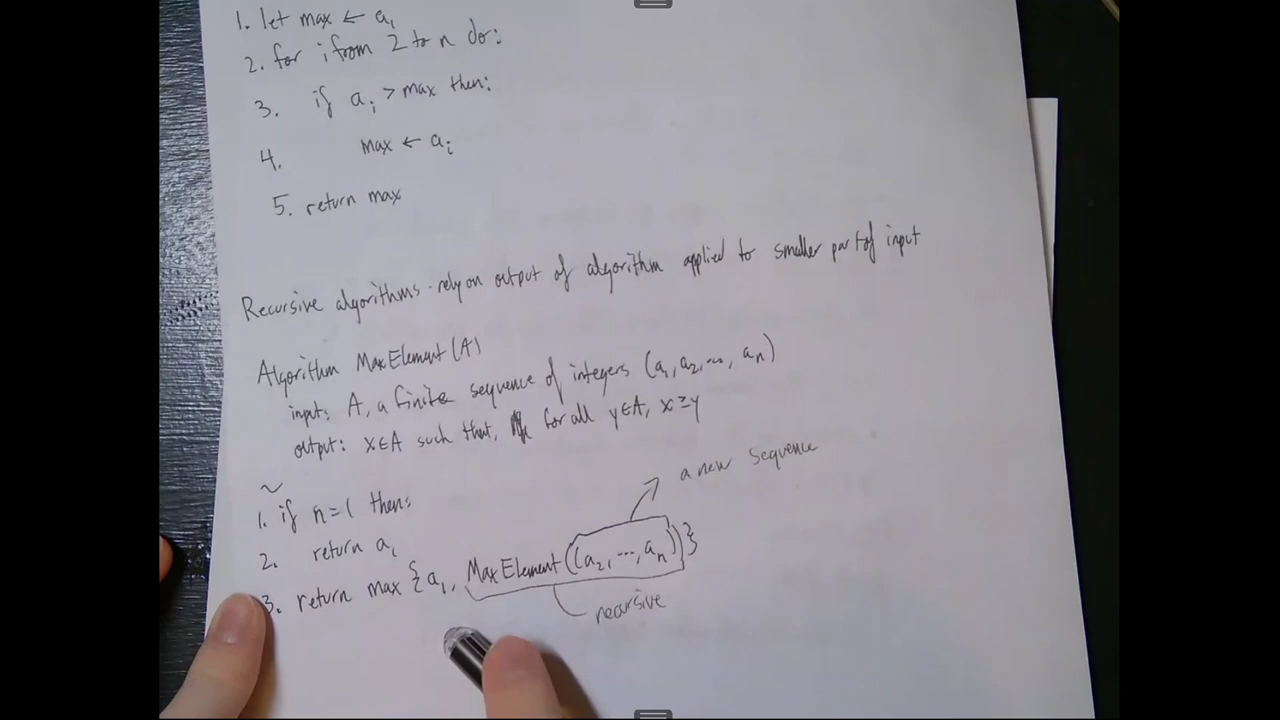 1. let max ← a₁
2. for i from 2 to n do:
3. if aᵢ > max then:
4. max ← aᵢ
5. return max
Recursive algorithms - rely on output of algorithm applied to smaller part of input
Algorithm MaxElement(A)
input: A, a finite sequence of integers (a₁, a₂, ..., aₙ)
output: x∈A such that, for all y∈A, x≥y
~
1. if n=1 then:
2. return a₁
3. return max {a₁, MaxElement((a₂, ..., aₙ))}
a new sequence
recursive